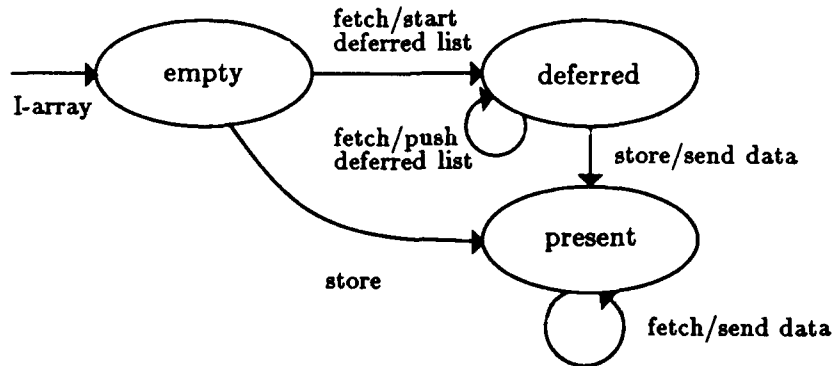 fetch/start
deferred list
empty
deferred
I-array
fetch/push
deferred list
store/send data
present
store
fetch/send data